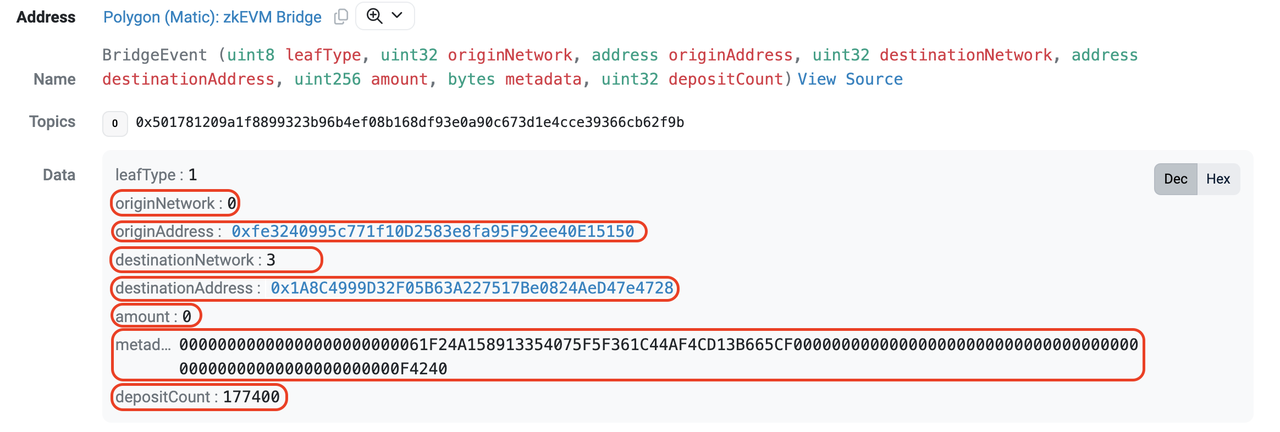 Address Polygon (Matic): zkEVM Bridge
BridgeEvent (uint8 leafType, uint32 originNetwork, address originAddress, uint32 destinationNetwork, address
Name destinationAddress, uint256 amount, bytes metadata, uint32 depositCount) View Source
Topics 0 0x501781209a1f8899323b96b4ef08b168df93e0a90c673d1e4cce39366cb62f9b
Data leafType : 1 Dec Hex
originNetwork : 0
originAddress : 0xfe3240995c771f10D2583e8fa95F92ee40E15150
destinationNetwork : 3
destinationAddress : 0x1A8C4999D32F05B63A227517Be0824AeD47e4728
amount : 0
metad... 00000000000000000000000061F24A158913354075F5F361C44AF4CD13B665CF000000000000000000000000000000000000
00000000000000000000000F4240
depositCount : 177400